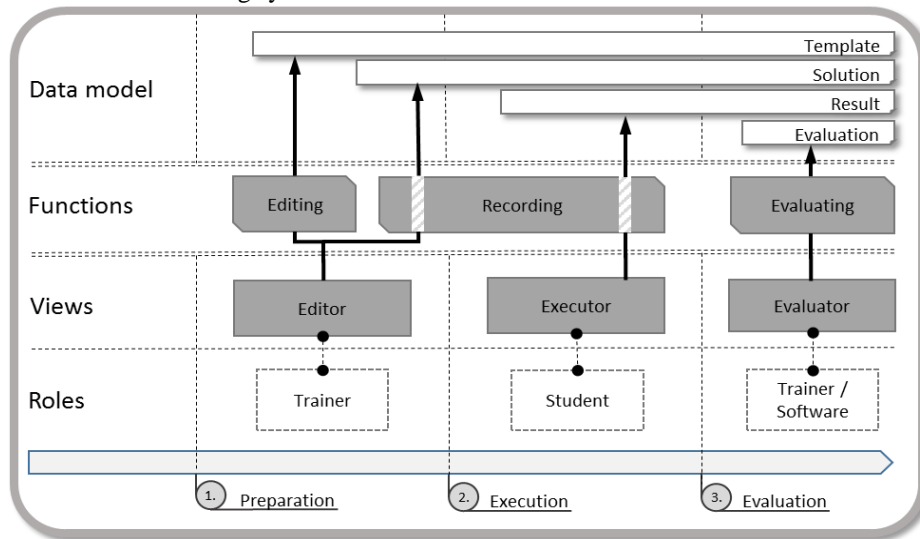 Template
Solution
Data model
Result
Evaluation
Functions
Editing
Recording
Evaluating
Views
Editor
Executor
Evaluator
Roles
Trainer
Student
Trainer /
Software
1. Preparation
2. Execution
3. Evaluation